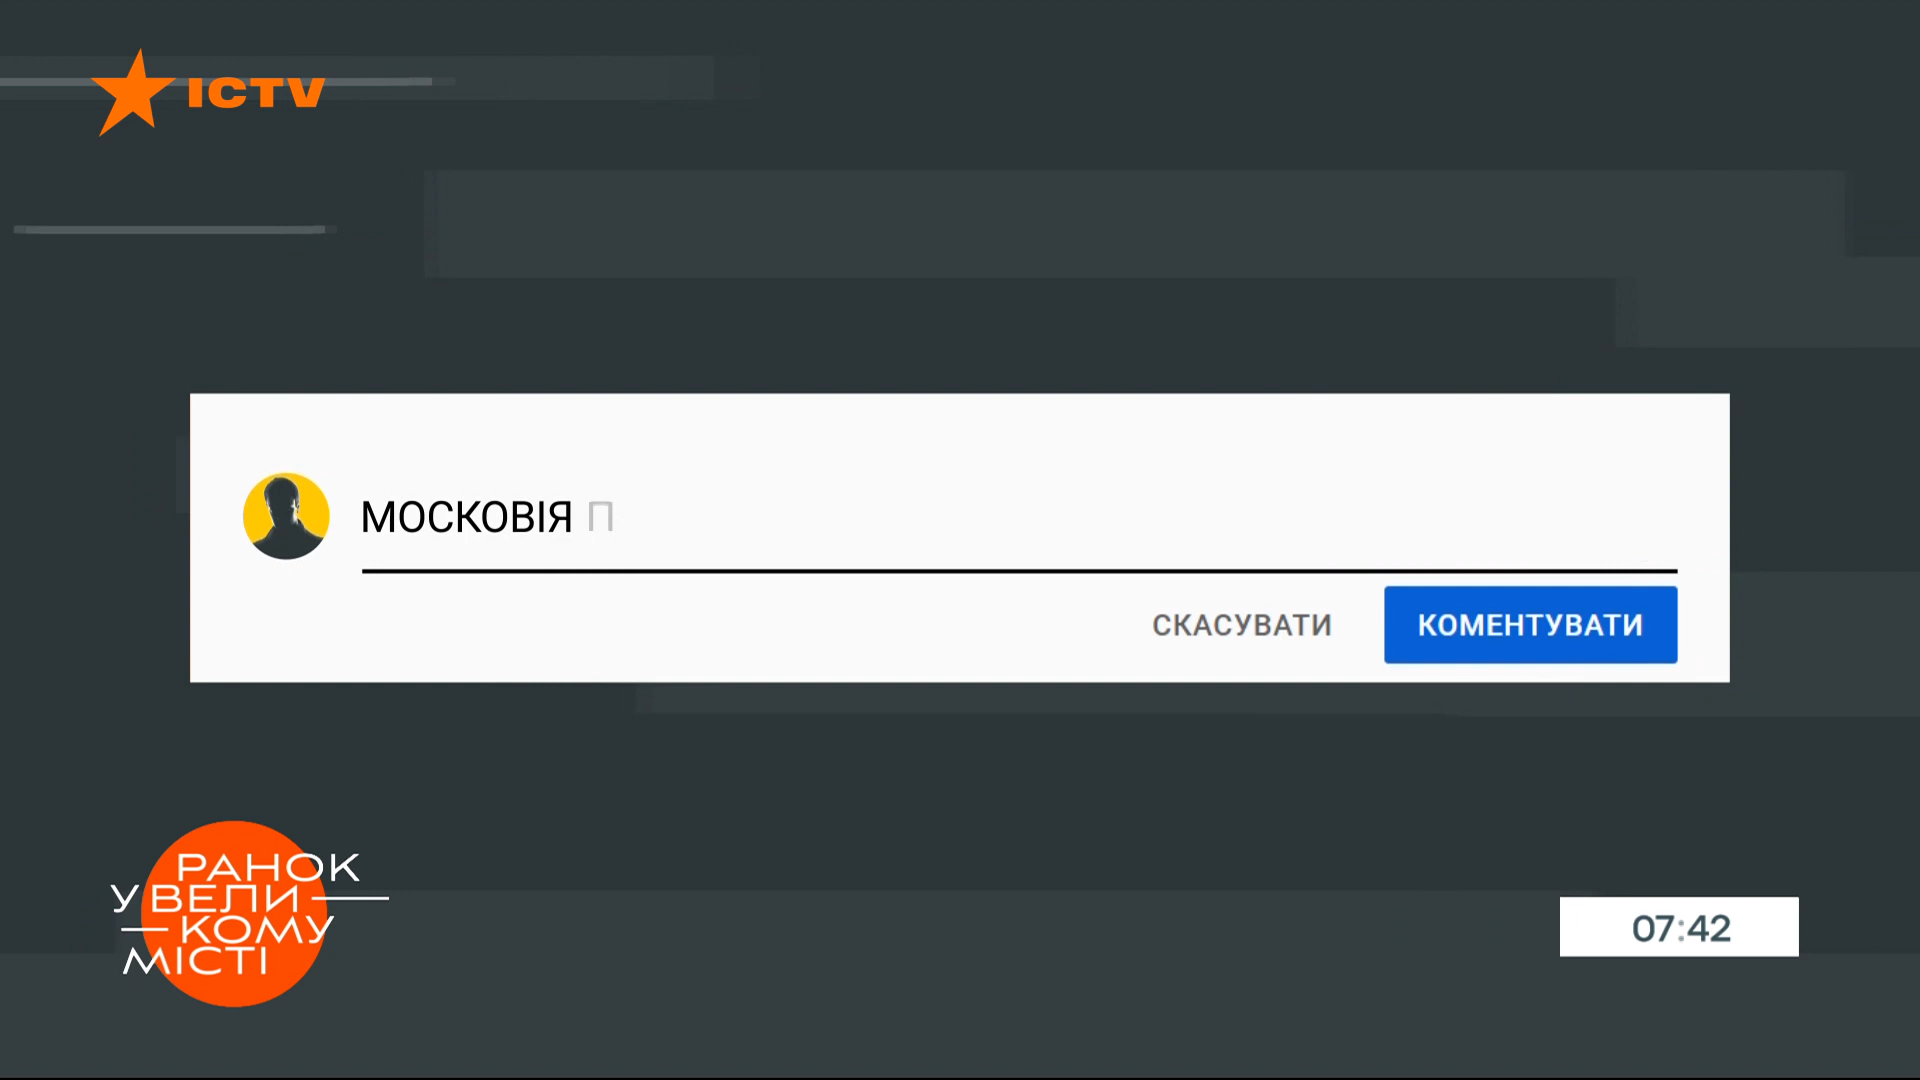 ICTV
МОСКОВІЯ П
СКАСУВАТИ
КОМЕНТУВАТИ
РАНОК
У ВЕЛИ
КОМУ
МІСТІ
07:42